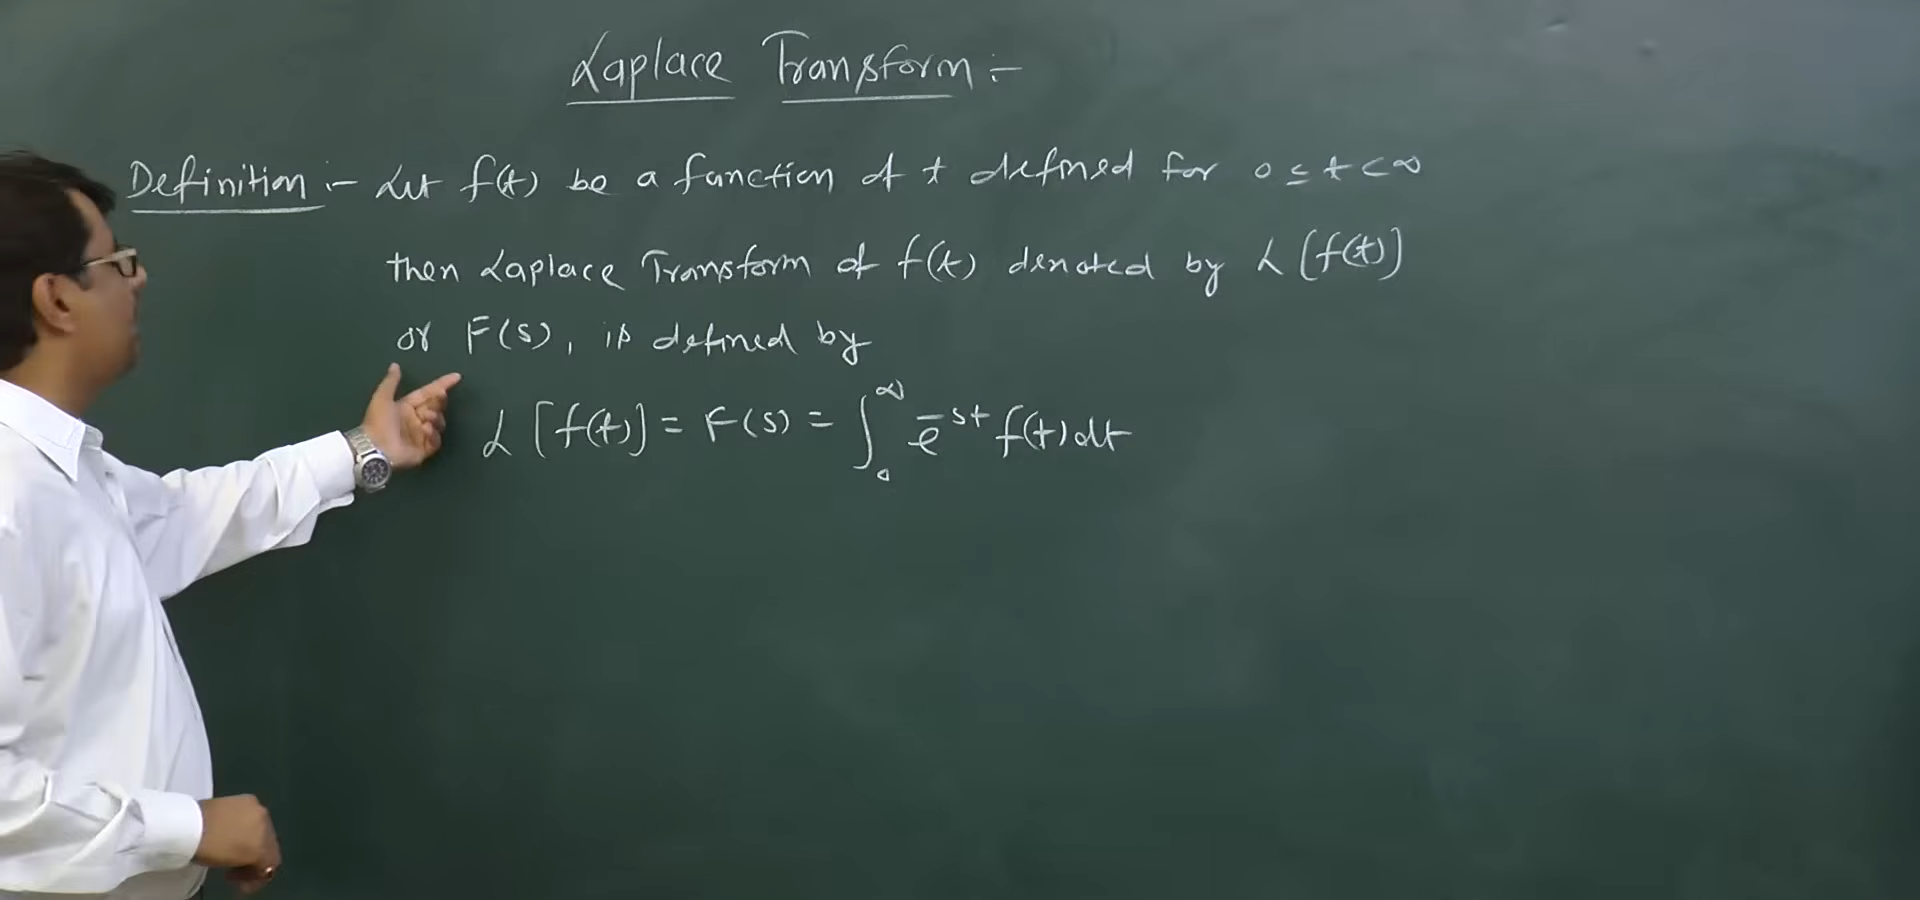 Laplace Transform :-
Definition :- Let f(t) be a function of t defined for 0 ≤ t < ∞
then Laplace Transform of f(t) denoted by L [f(t)]
or F(s), is defined by
L [f(t)] = F(s) = ∫₀^∞ e^{-st} f(t) dt